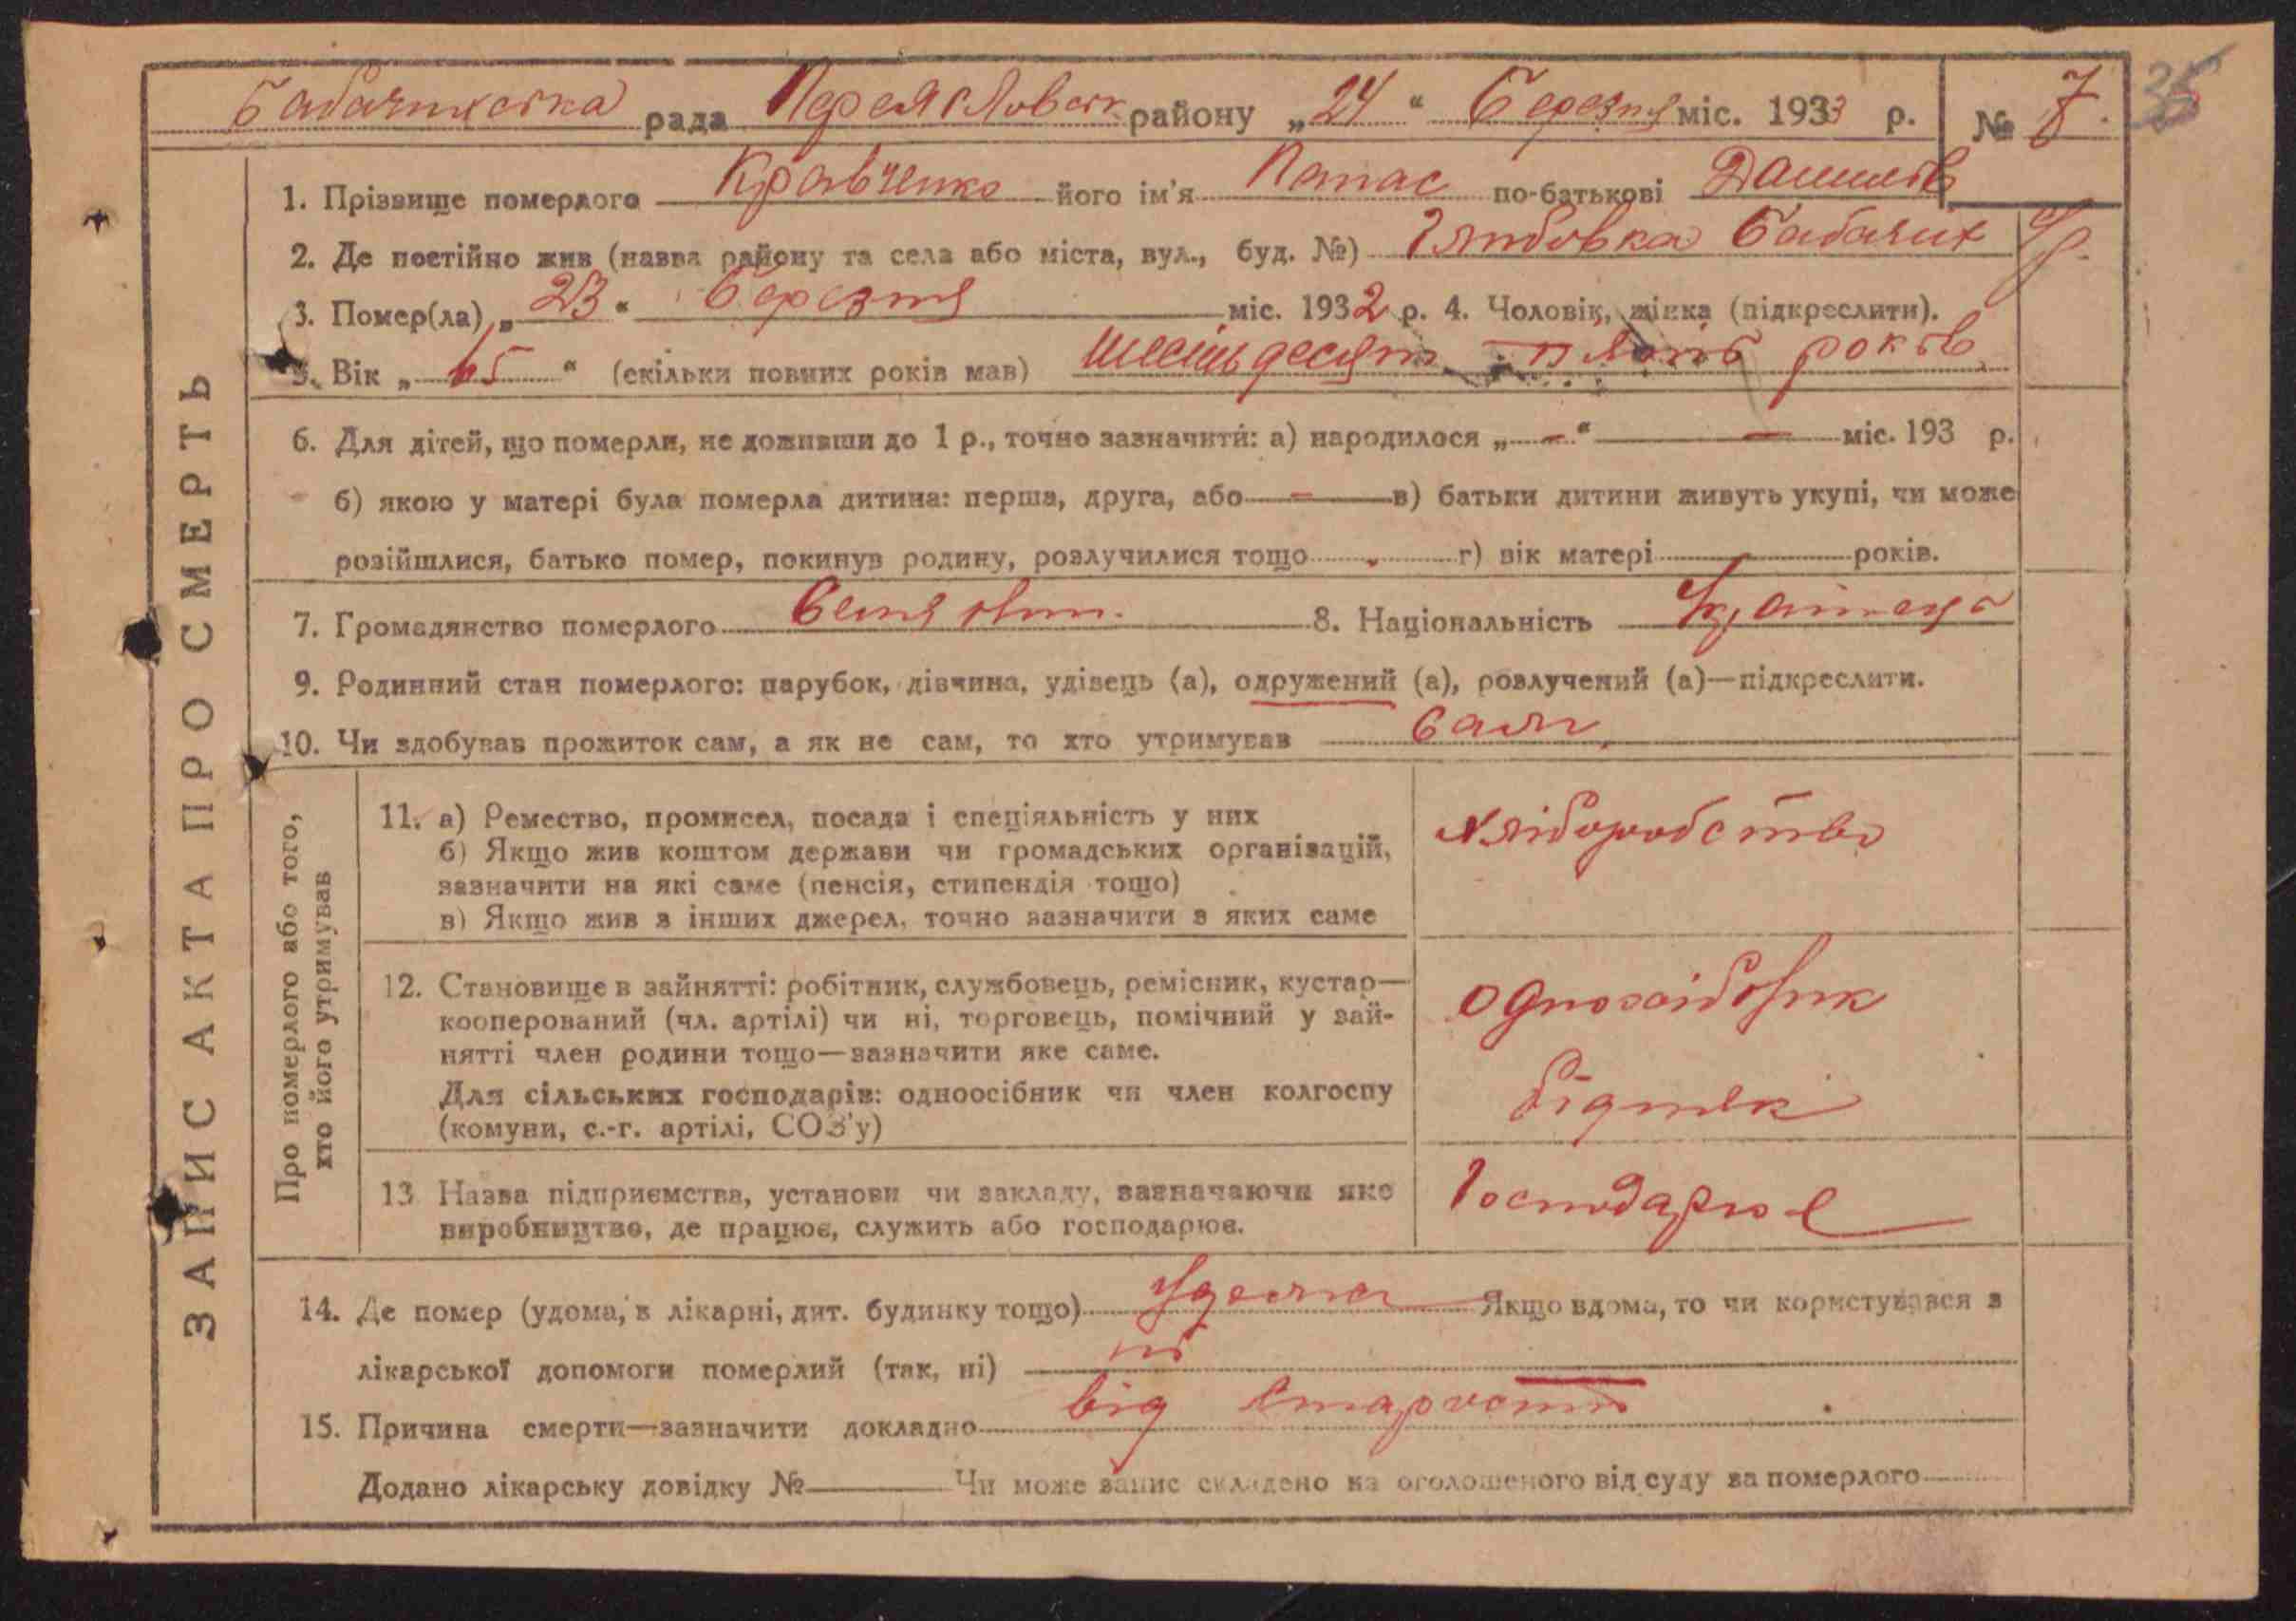 35
Бабачихська рада Переяславськ району „24“ Березня міс. 1933 р. № 7.
1. Прізвище померлого Кравченко його ім'я Панас по-батькові
2. Де постійно жив (назва району та села або міста, вул., буд. №) Бабачих
3. Помер(ла) „23“ березня міс. 1932 р. 4. Чоловік, жінка (підкреслити).
5. Вік „65“ (скільки повних років мав) шестьдесят років
6. Для дітей, що померли, не доживши до 1 р., точно зазначити: а) народилося „—“ — міс. 193 р.
б) якою у матері була померла дитина: перша, друга, або — в) батьки дитини живуть укупі, чи може
розійшлися, батько помер, покинув родину, розлучилися тощо г) вік матері років.
7. Громадянство померлого 8. Національність
9. Родинний стан померлого: парубок, дівчина, удівець (а), одружений (а), розлучений (а)—підкреслити.
10. Чи здобував прожиток сам, а як не сам, то хто утримував сам
ЗАПИС АКТА ПРО СМЕРТЬ
Про померлого або того,
хто його утримував
11. а) Ремество, промисел, посада і спеціяльність у них
б) Якщо жив коштом держави чи громадських організацій,
зазначити на які саме (пенсія, стипендія тощо)
в) Якщо жив з інших джерел, точно зазначити з яких саме
хліборобство
12. Становище в зайнятті: робітник, службовець, ремісник, кустар—
кооперований (чл. артілі) чи ні, торговець, помічний у зай-
нятті член родини тощо—зазначити яке саме.
Для сільських господарів: одноосібник чи член колгоспу
(комуни, с.-г. артілі, СОЗ'у)
бідняк
13 Назва підприємства, установи чи закладу, зазначаючи яке
виробництво, де працює, служить або господарює.
Господарює
14. Де помер (удома, в лікарні, дит. будинку тощо) Удома Якщо вдома, то чи користувався з
лікарської допомоги померлий (так, ні) ні
15. Причина смерти—зазначити докладно від старости
Додано лікарську довідку № Чи може запис складено на оголошеного від суду за померлого